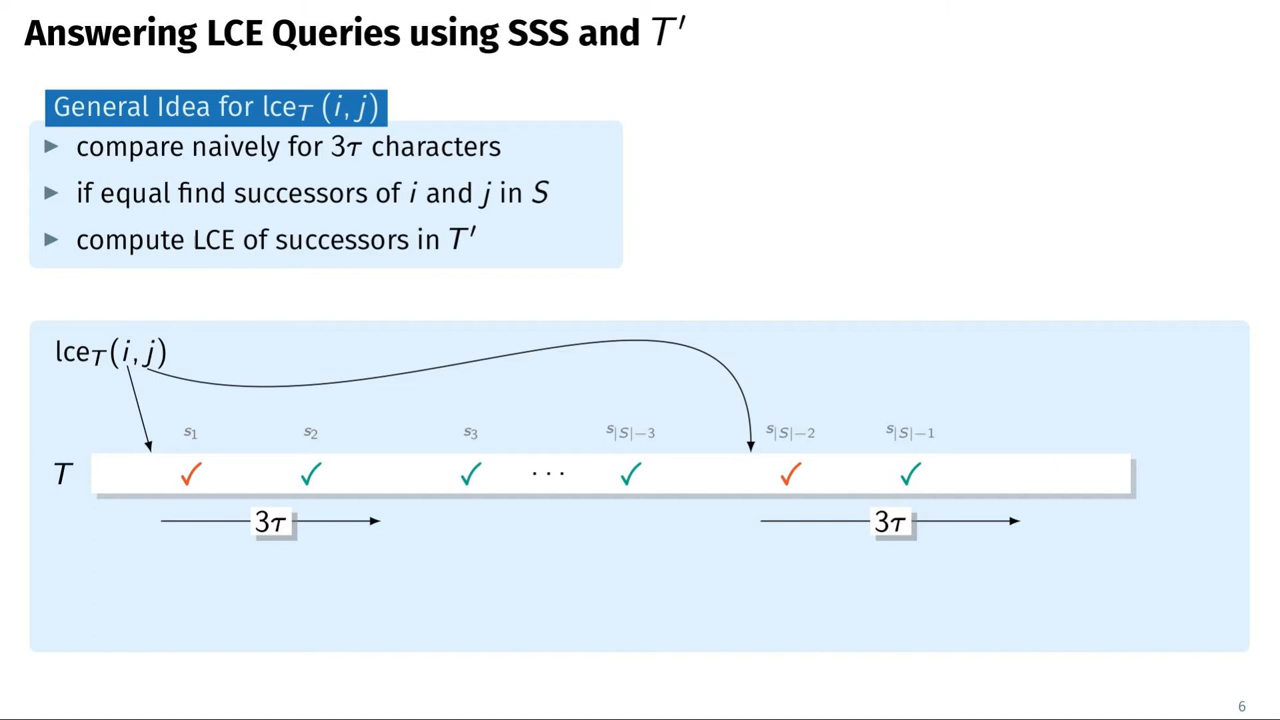 Answering LCE Queries using SSS and T′
General Idea for lce_T (i, j)
▶ compare naively for 3τ characters
▶ if equal find successors of i and j in S
▶ compute LCE of successors in T′
lce_T(i, j)
s_1 s_2 s_3 s_|S|−3 s_|S|−2 s_|S|−1
T ✓ ✓ ✓ · · · ✓ ✓ ✓
3τ 3τ
6